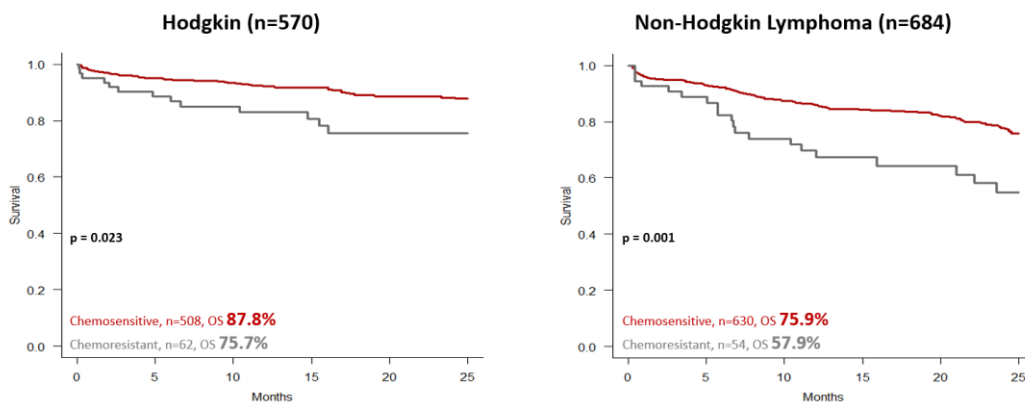 Hodgkin (n=570)
1.0
0.8
0.6
0.4
0.2
0.0
Survival
p = 0.023
Chemosensitive, n=508, OS 87.8%
Chemoresistant, n=62, OS 75.7%
0 5 10 15 20 25
Months
Non-Hodgkin Lymphoma (n=684)
1.0
0.8
0.6
0.4
0.2
0.0
Survival
p = 0.001
Chemosensitive, n=630, OS 75.9%
Chemoresistant, n=54, OS 57.9%
0 5 10 15 20 25
Months